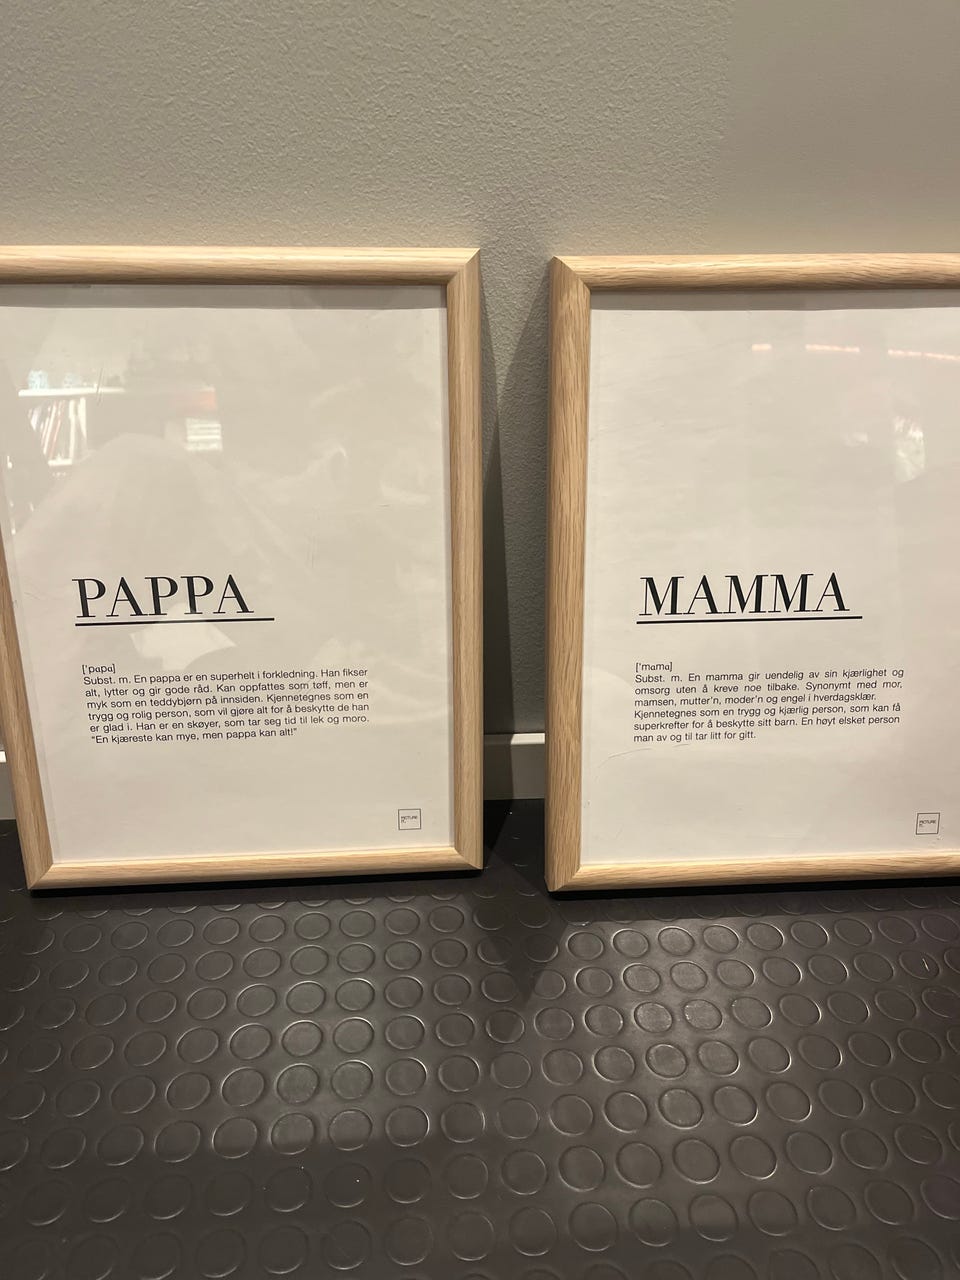 PAPPA
['papa]
Subst. m. En pappa er en superhelt i forkledning. Han fikser
alt, lytter og gir gode råd. Kan oppfattes som tøff, men er
myk som en teddybjørn på innsiden. Kjennetegnes som en
trygg og rolig person, som vil gjøre alt for å beskytte de han
er glad i. Han er en skøyer, som tar seg tid til lek og moro.
“En kjæreste kan mye, men pappa kan alt!”
PICTURE
IT.
MAMMA
['mama]
Subst. m. En mamma gir uendelig av sin kjærlighet og
omsorg uten å kreve noe tilbake. Synonymt med mor,
mamsen, mutter’n, moder’n og engel i hverdagsklær.
Kjennetegnes som en trygg og kjærlig person, som kan få
superkrefter for å beskytte sitt barn. En høyt elsket person
man av og til tar litt for gitt.
PICTURE
IT.